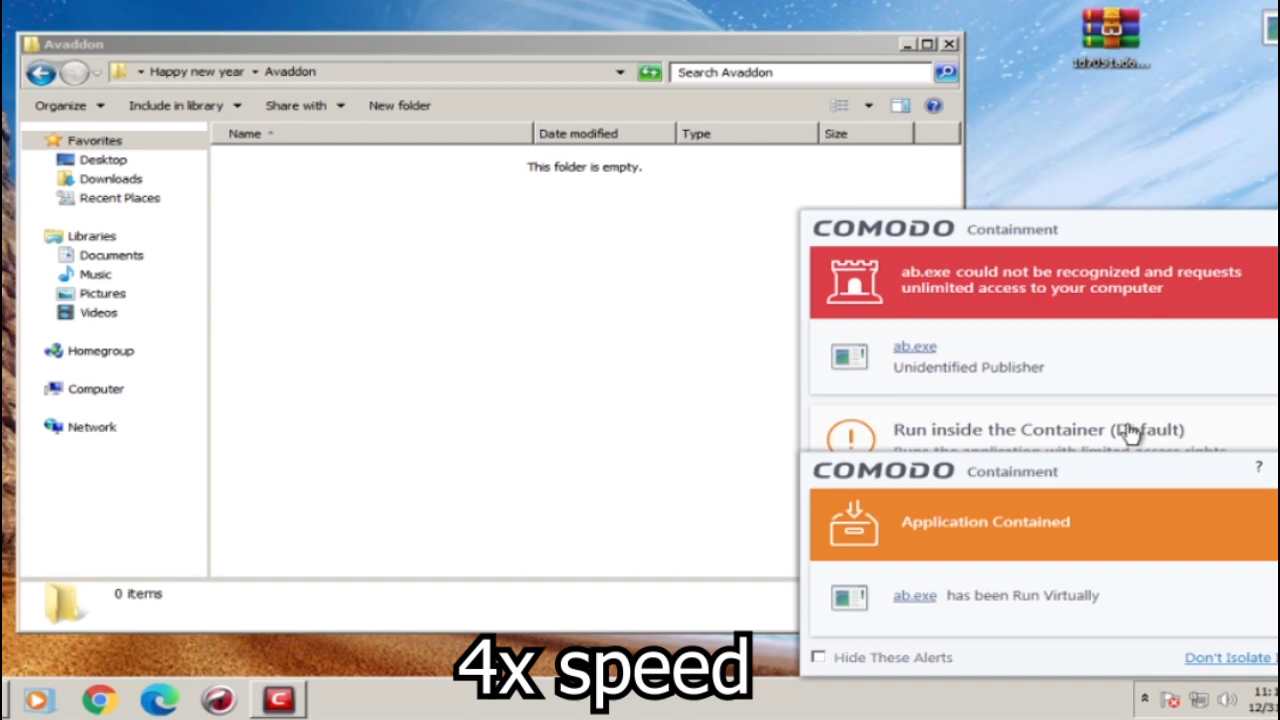 Avaddon
Happy new year
Avaddon
Search Avaddon
Organize
Include in library
Share with
New folder
Name
Date modified
Type
Size
This folder is empty.
Favorites
Desktop
Downloads
Recent Places
Libraries
Documents
Music
Pictures
Videos
Homegroup
Computer
Network
0 items
COMODO Containment
ab.exe could not be recognized and requests
unlimited access to your computer
ab.exe
Unidentified Publisher
Run inside the Container (Default)
COMODO Containment
?
Application Contained
ab.exe has been Run Virtually
Hide These Alerts
Don't Isolate
4x speed